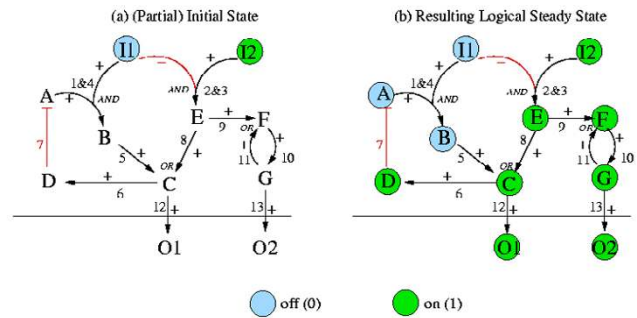 (a) (Partial) Initial State
(b) Resulting Logical Steady State
I1
I2
1&4
+
+
−
+
A
AND
AND
2&3
B
E
+
9
F
OR
7
5
+
8
+
-
11
+
10
D
+
6
OR
C
G
12
+
13
+
O1
O2
I1
I2
1&4
+
+
−
+
A
AND
AND
2&3
B
E
+
9
F
OR
7
5
+
8
+
-
11
+
10
D
+
6
OR
C
G
12
+
13
+
O1
O2
off (0)
on (1)